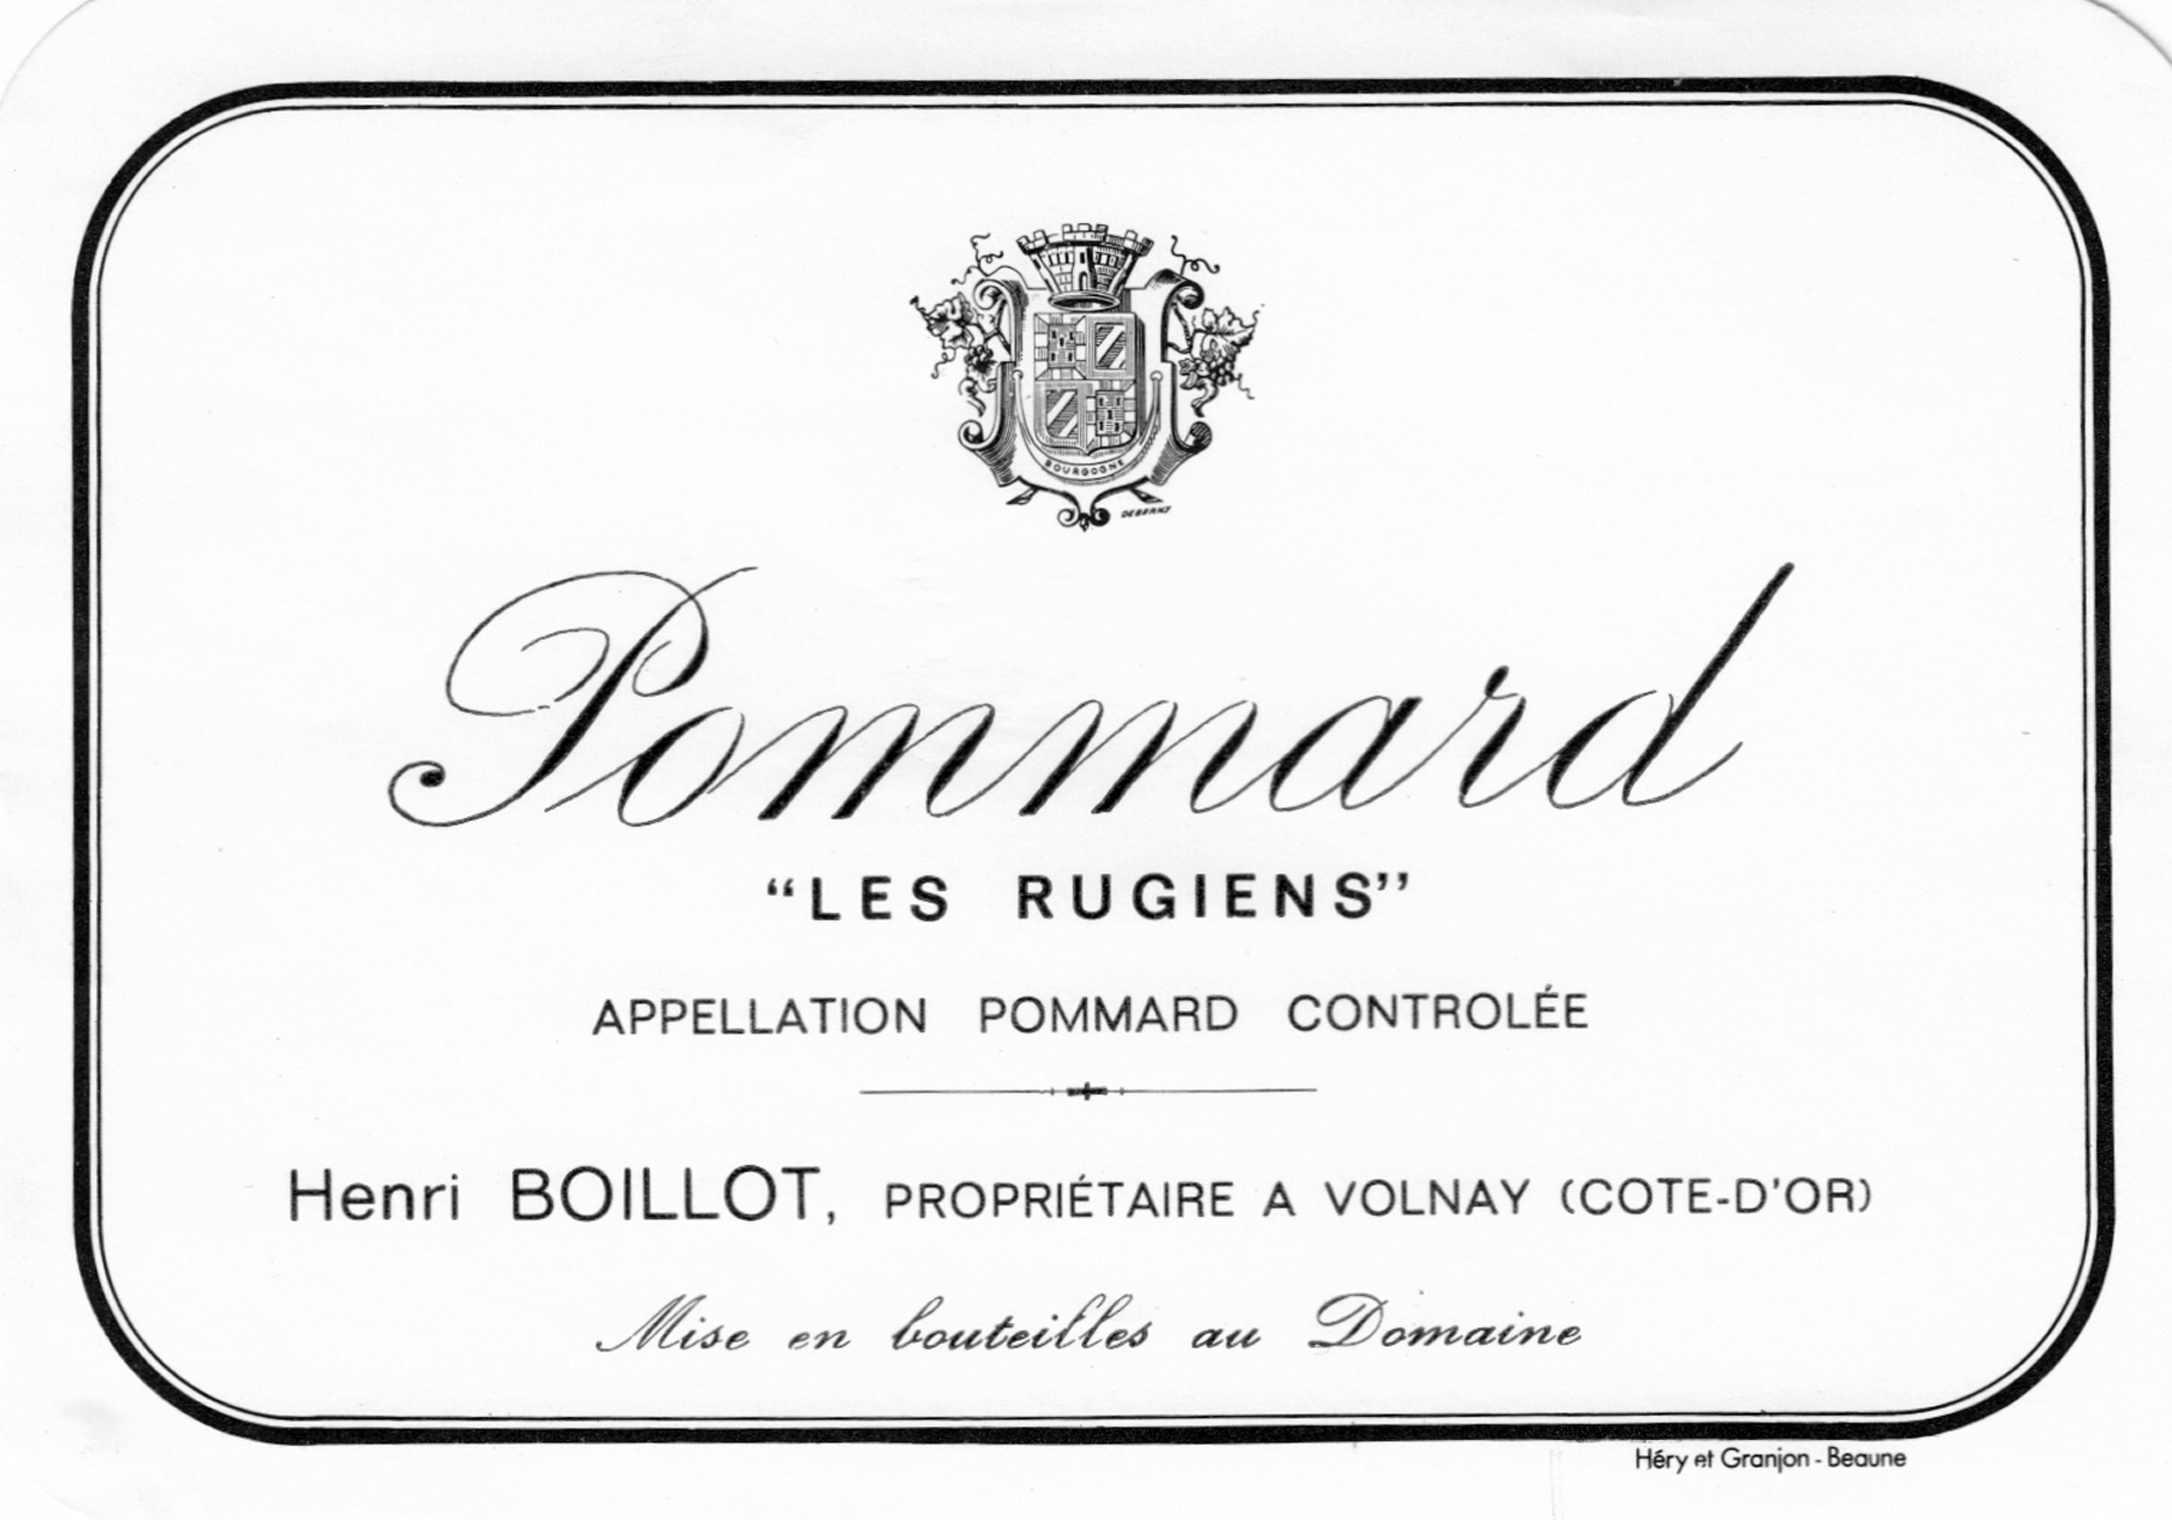 BOURGOGNE
DEBERNY
Pommard
“LES RUGIENS”
APPELLATION POMMARD CONTROLÉE
Henri BOILLOT, PROPRIÉTAIRE A VOLNAY (COTE-D’OR)
Mise en bouteilles au Domaine
Héry et Granjon - Beaune